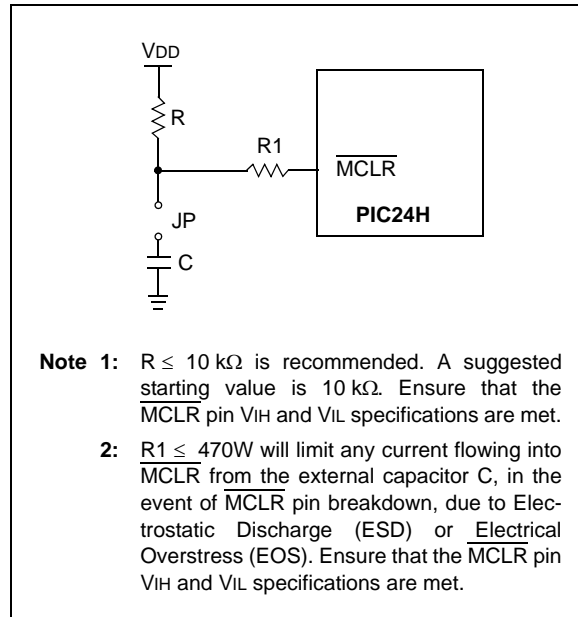 VDD
R
R1
MCLR
JP
PIC24H
C
Note 1: R ≤ 10 kΩ is recommended. A suggested
starting value is 10 kΩ. Ensure that the
MCLR pin VIH and VIL specifications are met.
2: R1 ≤ 470W will limit any current flowing into
MCLR from the external capacitor C, in the
event of MCLR pin breakdown, due to Elec-
trostatic Discharge (ESD) or Electrical
Overstress (EOS). Ensure that the MCLR pin
VIH and VIL specifications are met.